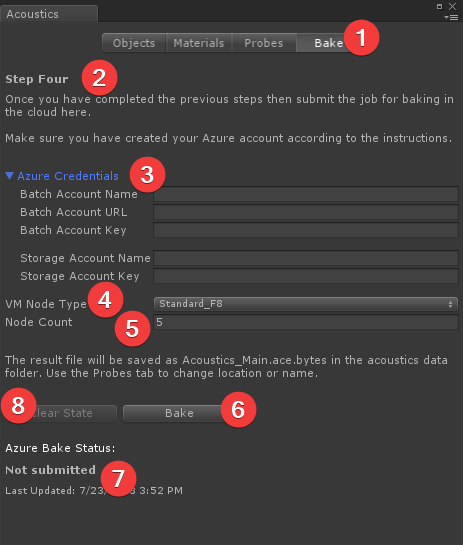 Acoustics
Objects Materials Probes Bake 1
Step Four 2
Once you have completed the previous steps then submit the job for baking in
the cloud here.
Make sure you have created your Azure account according to the instructions.
Azure Credentials 3
Batch Account Name
Batch Account URL
Batch Account Key
Storage Account Name
Storage Account Key
VM Node Type 4 Standard_F8
Node Count 5 5
The result file will be saved as Acoustics_Main.ace.bytes in the acoustics data
folder. Use the Probes tab to change location or name.
8 Clear State Bake 6
Azure Bake Status:
Not submitted 7
Last Updated: 7/23/ 8 3:52 PM